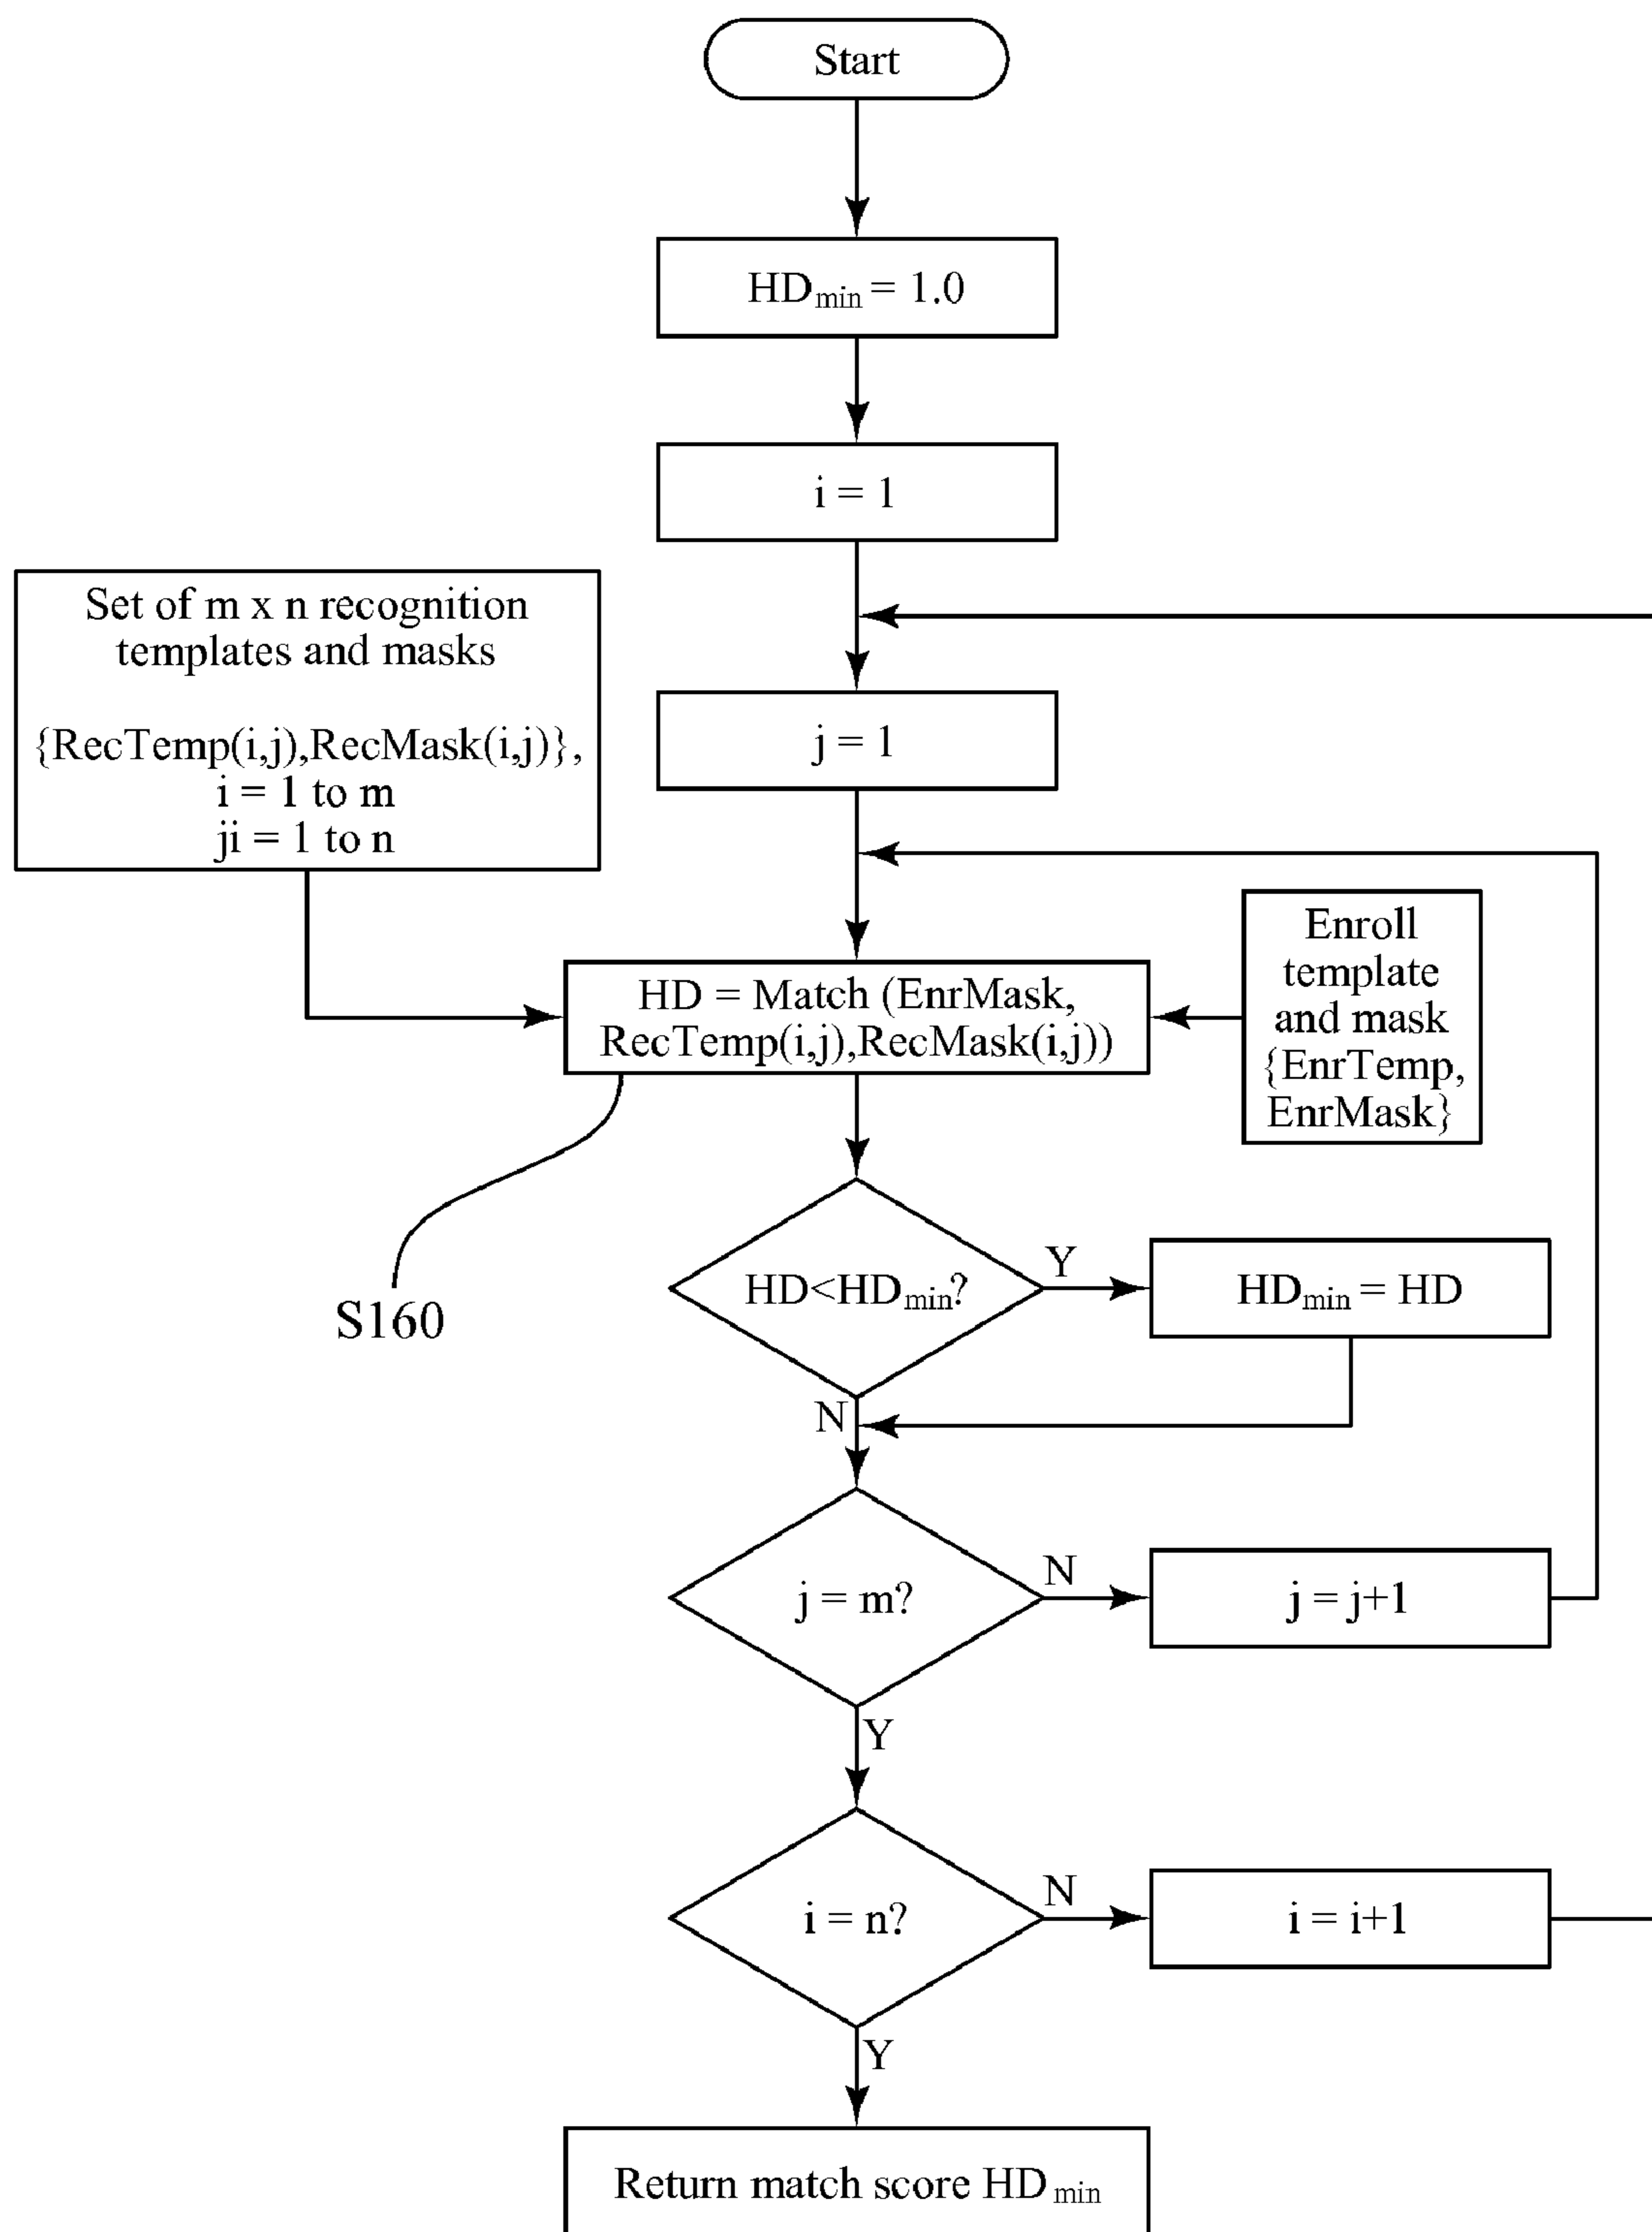 Start
HDmin = 1.0
i = 1
Set of m x n recognition
templates and masks
{RecTemp(i,j),RecMask(i,j)},
i = 1 to m
ji = 1 to n
j = 1
Enroll
template
and mask
{EnrTemp,
EnrMask}
HD = Match (EnrMask,
RecTemp(i,j),RecMask(i,j))
S160
HD<HDmin?
Y
HDmin = HD
N
j = m?
N
j = j+1
Y
i = n?
N
i = i+1
Y
Return match score HDmin